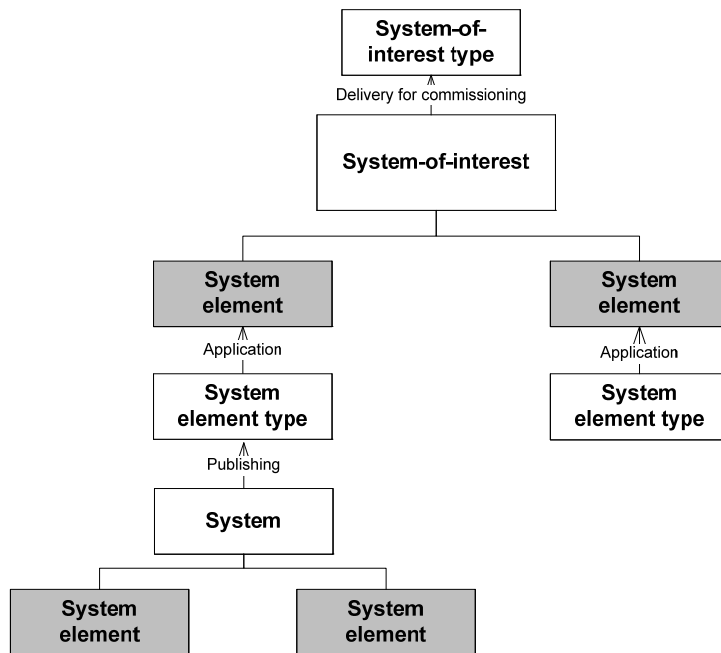 System-of-
interest type
Delivery for commissioning
System-of-interest
System
element
System
element
Application
Application
System
element type
System
element type
Publishing
System
System
element
System
element